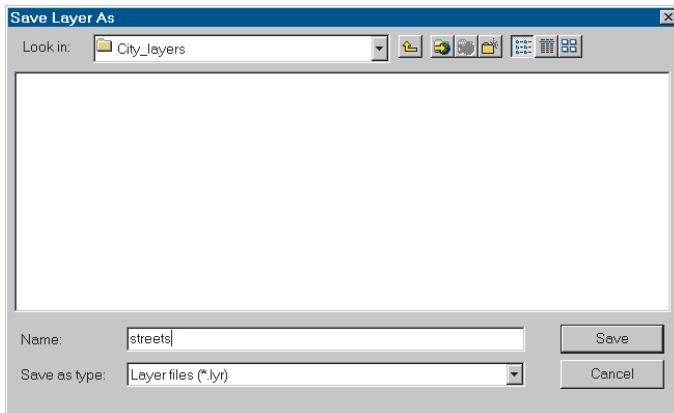 Save Layer As
Look in: City_layers
Name: streets
Save
Save as type: Layer files (*.lyr)
Cancel